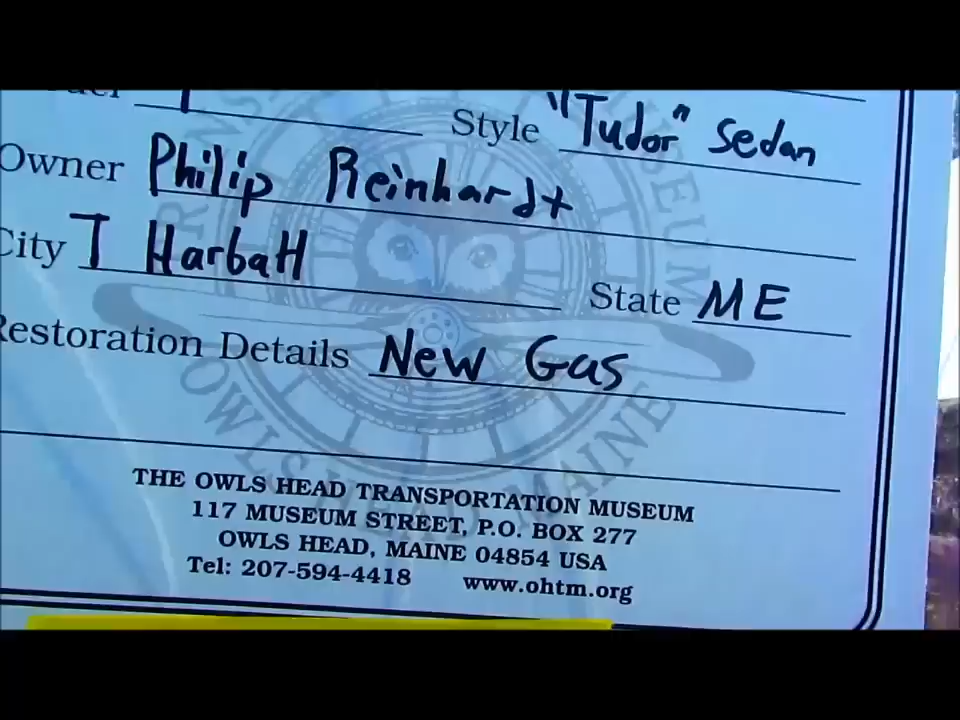 Style "Tudor" Sedan
Owner Philip Reinhardt
City T HarbaH State ME
Restoration Details New Gas
THE OWLS HEAD TRANSPORTATION MUSEUM
117 MUSEUM STREET, P.O. BOX 277
OWLS HEAD, MAINE 04854 USA
Tel: 207-594-4418 www.ohtm.org